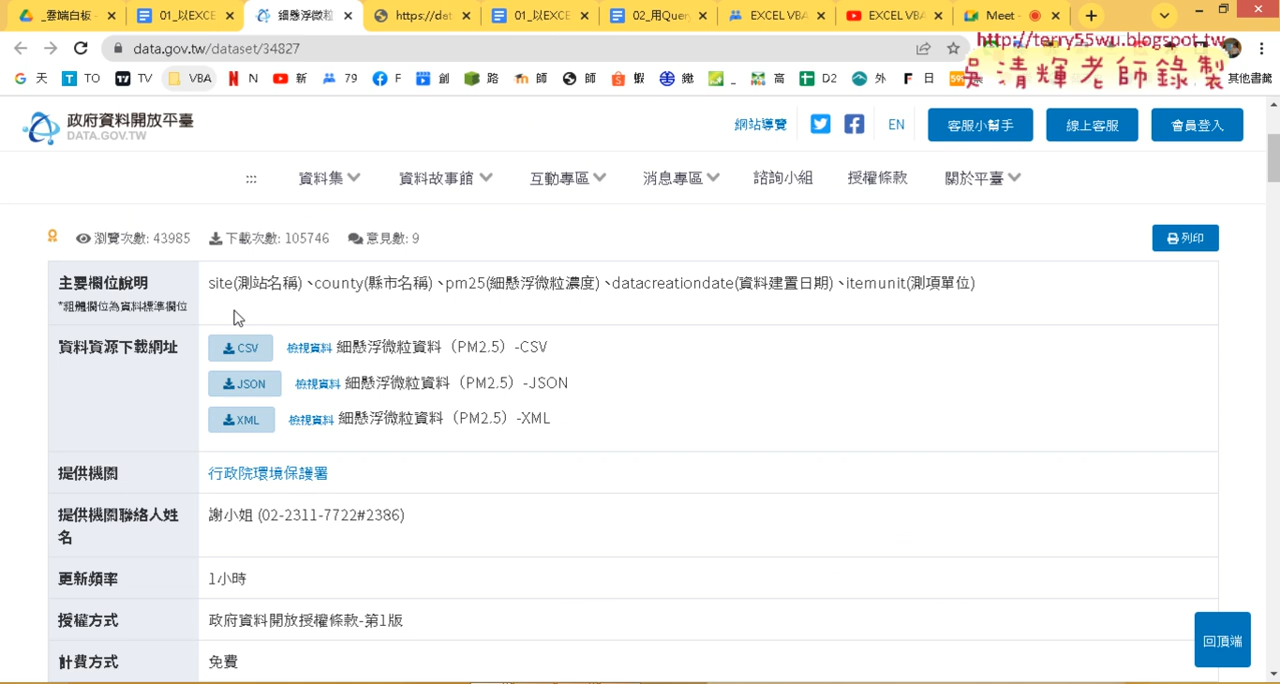 _雲端白板
01_以EXCE
細懸浮微粒
https://dat
01_以EXCE
02_用Quer
EXCEL VBA
EXCEL VBA
Meet -
data.gov.tw/dataset/34827
http://terry55wu.blogspot.tw
吳清輝老師錄製
天
TO
TV
VBA
N
新
79
F
創
路
師
師
蝦
鐵
_
高
D2
外
日
其他書籤
政府資料開放平臺
DATA.GOV.TW
網站導覽
EN
客服小幫手
線上客服
會員登入
:::
資料集
資料故事館
互動專區
消息專區
諮詢小組
授權條款
關於平臺
瀏覽次數: 43985
下載次數: 105746
意見數: 9
列印
主要欄位說明
*粗體欄位為資料標準欄位
site(測站名稱)、county(縣市名稱)、pm25(細懸浮微粒濃度)、datacreationdate(資料建置日期)、itemunit(測項單位)
資料資源下載網址
CSV
檢視資料 細懸浮微粒資料（PM2.5）-CSV
JSON
檢視資料 細懸浮微粒資料（PM2.5）-JSON
XML
檢視資料 細懸浮微粒資料（PM2.5）-XML
提供機關
行政院環境保護署
提供機關聯絡人姓名
謝小姐 (02-2311-7722#2386)
更新頻率
1小時
授權方式
政府資料開放授權條款-第1版
計費方式
免費
回頂端